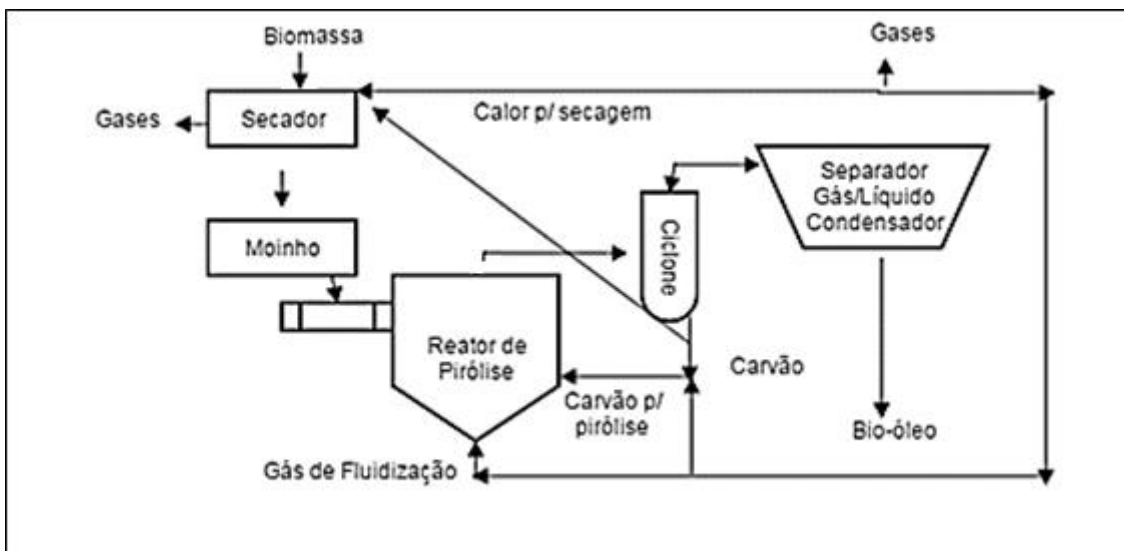 Biomassa
Gases
Secador
Gases
Calor p/ secagem
Separador
Gás/Líquido
Condensador
Moinho
Ciclone
Reator de
Pirólise
Carvão
Carvão p/
pirólise
Bio-óleo
Gás de Fluidização